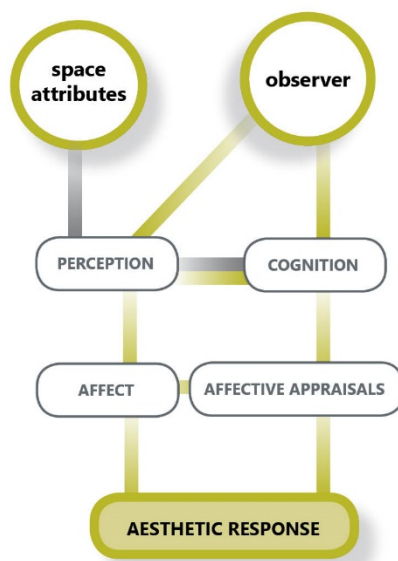 space
attributes
observer
PERCEPTION
COGNITION
AFFECT
AFFECTIVE APPRAISALS
AESTHETIC RESPONSE